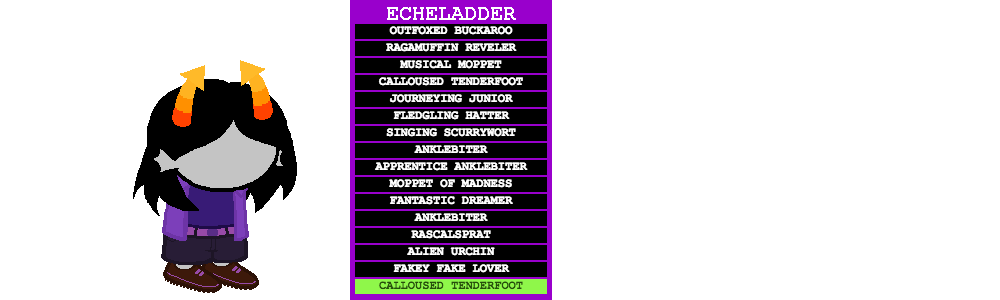 ECHELADDER
OUTFOXED BUCKAROO
RAGAMUFFIN REVELER
MUSICAL MOPPET
CALLOUSED TENDERFOOT
JOURNEYING JUNIOR
FLEDGLING HATTER
SINGING SCURRYWORT
ANKLEBITER
APPRENTICE ANKLEBITER
MOPPET OF MADNESS
FANTASTIC DREAMER
ANKLEBITER
RASCALSPRAT
ALIEN URCHIN
FAKEY FAKE LOVER
CALLOUSED TENDERFOOT